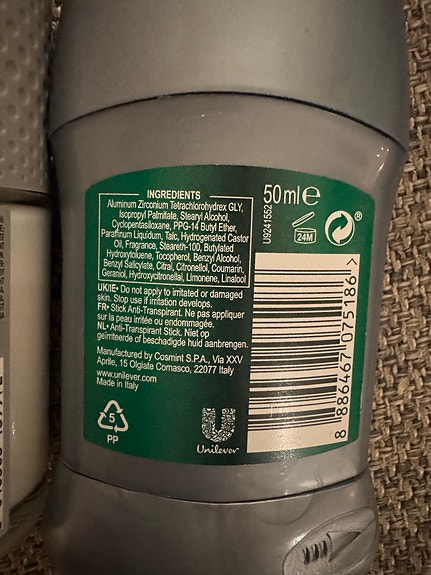 INGREDIENTS
Aluminum Zirconium Tetrachlorohydrex GLY,
Isopropyl Palmitate, Stearyl Alcohol,
Cyclopentasiloxane, PPG-14 Butyl Ether,
Paraffinum Liquidum, Talc, Hydrogenated Castor
Oil, Fragrance, Steareth-100, Butylated
Hydroxytoluene, Tocopherol, Benzyl Alcohol,
Benzyl Salicylate, Citral, Citronellol, Coumarin,
Geraniol, Hydroxycitronellal, Limonene, Linalool
UK/IE• Do not apply to irritated or damaged
skin. Stop use if irritation develops.
FR• Stick Anti-Transpirant. Ne pas appliquer
sur la peau irritée ou endommagée.
NL• Anti-Transpirant Stick. Niet op
geïrriteerde of beschadigde huid aanbrengen.
Manufactured by Cosmint S.P.A., Via XXV
Aprile, 15 Olgiate Comasco, 22077 Italy
www.unilever.com
Made in Italy
5
PP
Unilever
50 ml e
U92411552
24M
®
8 886467 075186 >